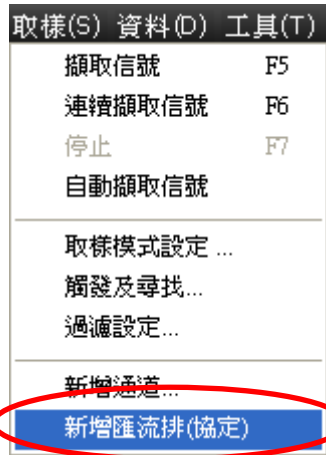 取樣(S) 資料(D) 工具(T)
擷取信號 F5
連續擷取信號 F6
停止 F7
自動擷取信號
取樣模式設定 ...
觸發及尋找...
過濾設定...
新增通道...
新增匯流排(協定)